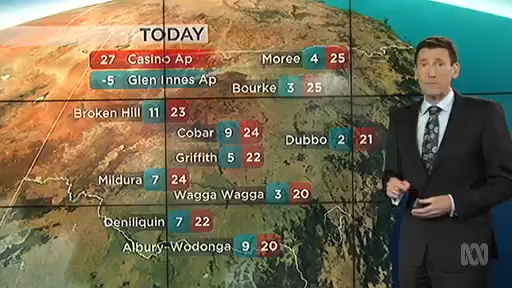 TODAY
27 Casino Ap
-5 Glen Innes Ap
Moree 4 25
Bourke 3 25
Broken Hill 11 23
Cobar 9 24
Dubbo 2 21
Griffith 5 22
Mildura 7 24
Wagga Wagga 3 20
Deniliquin 7 22
Albury-Wodonga 9 20